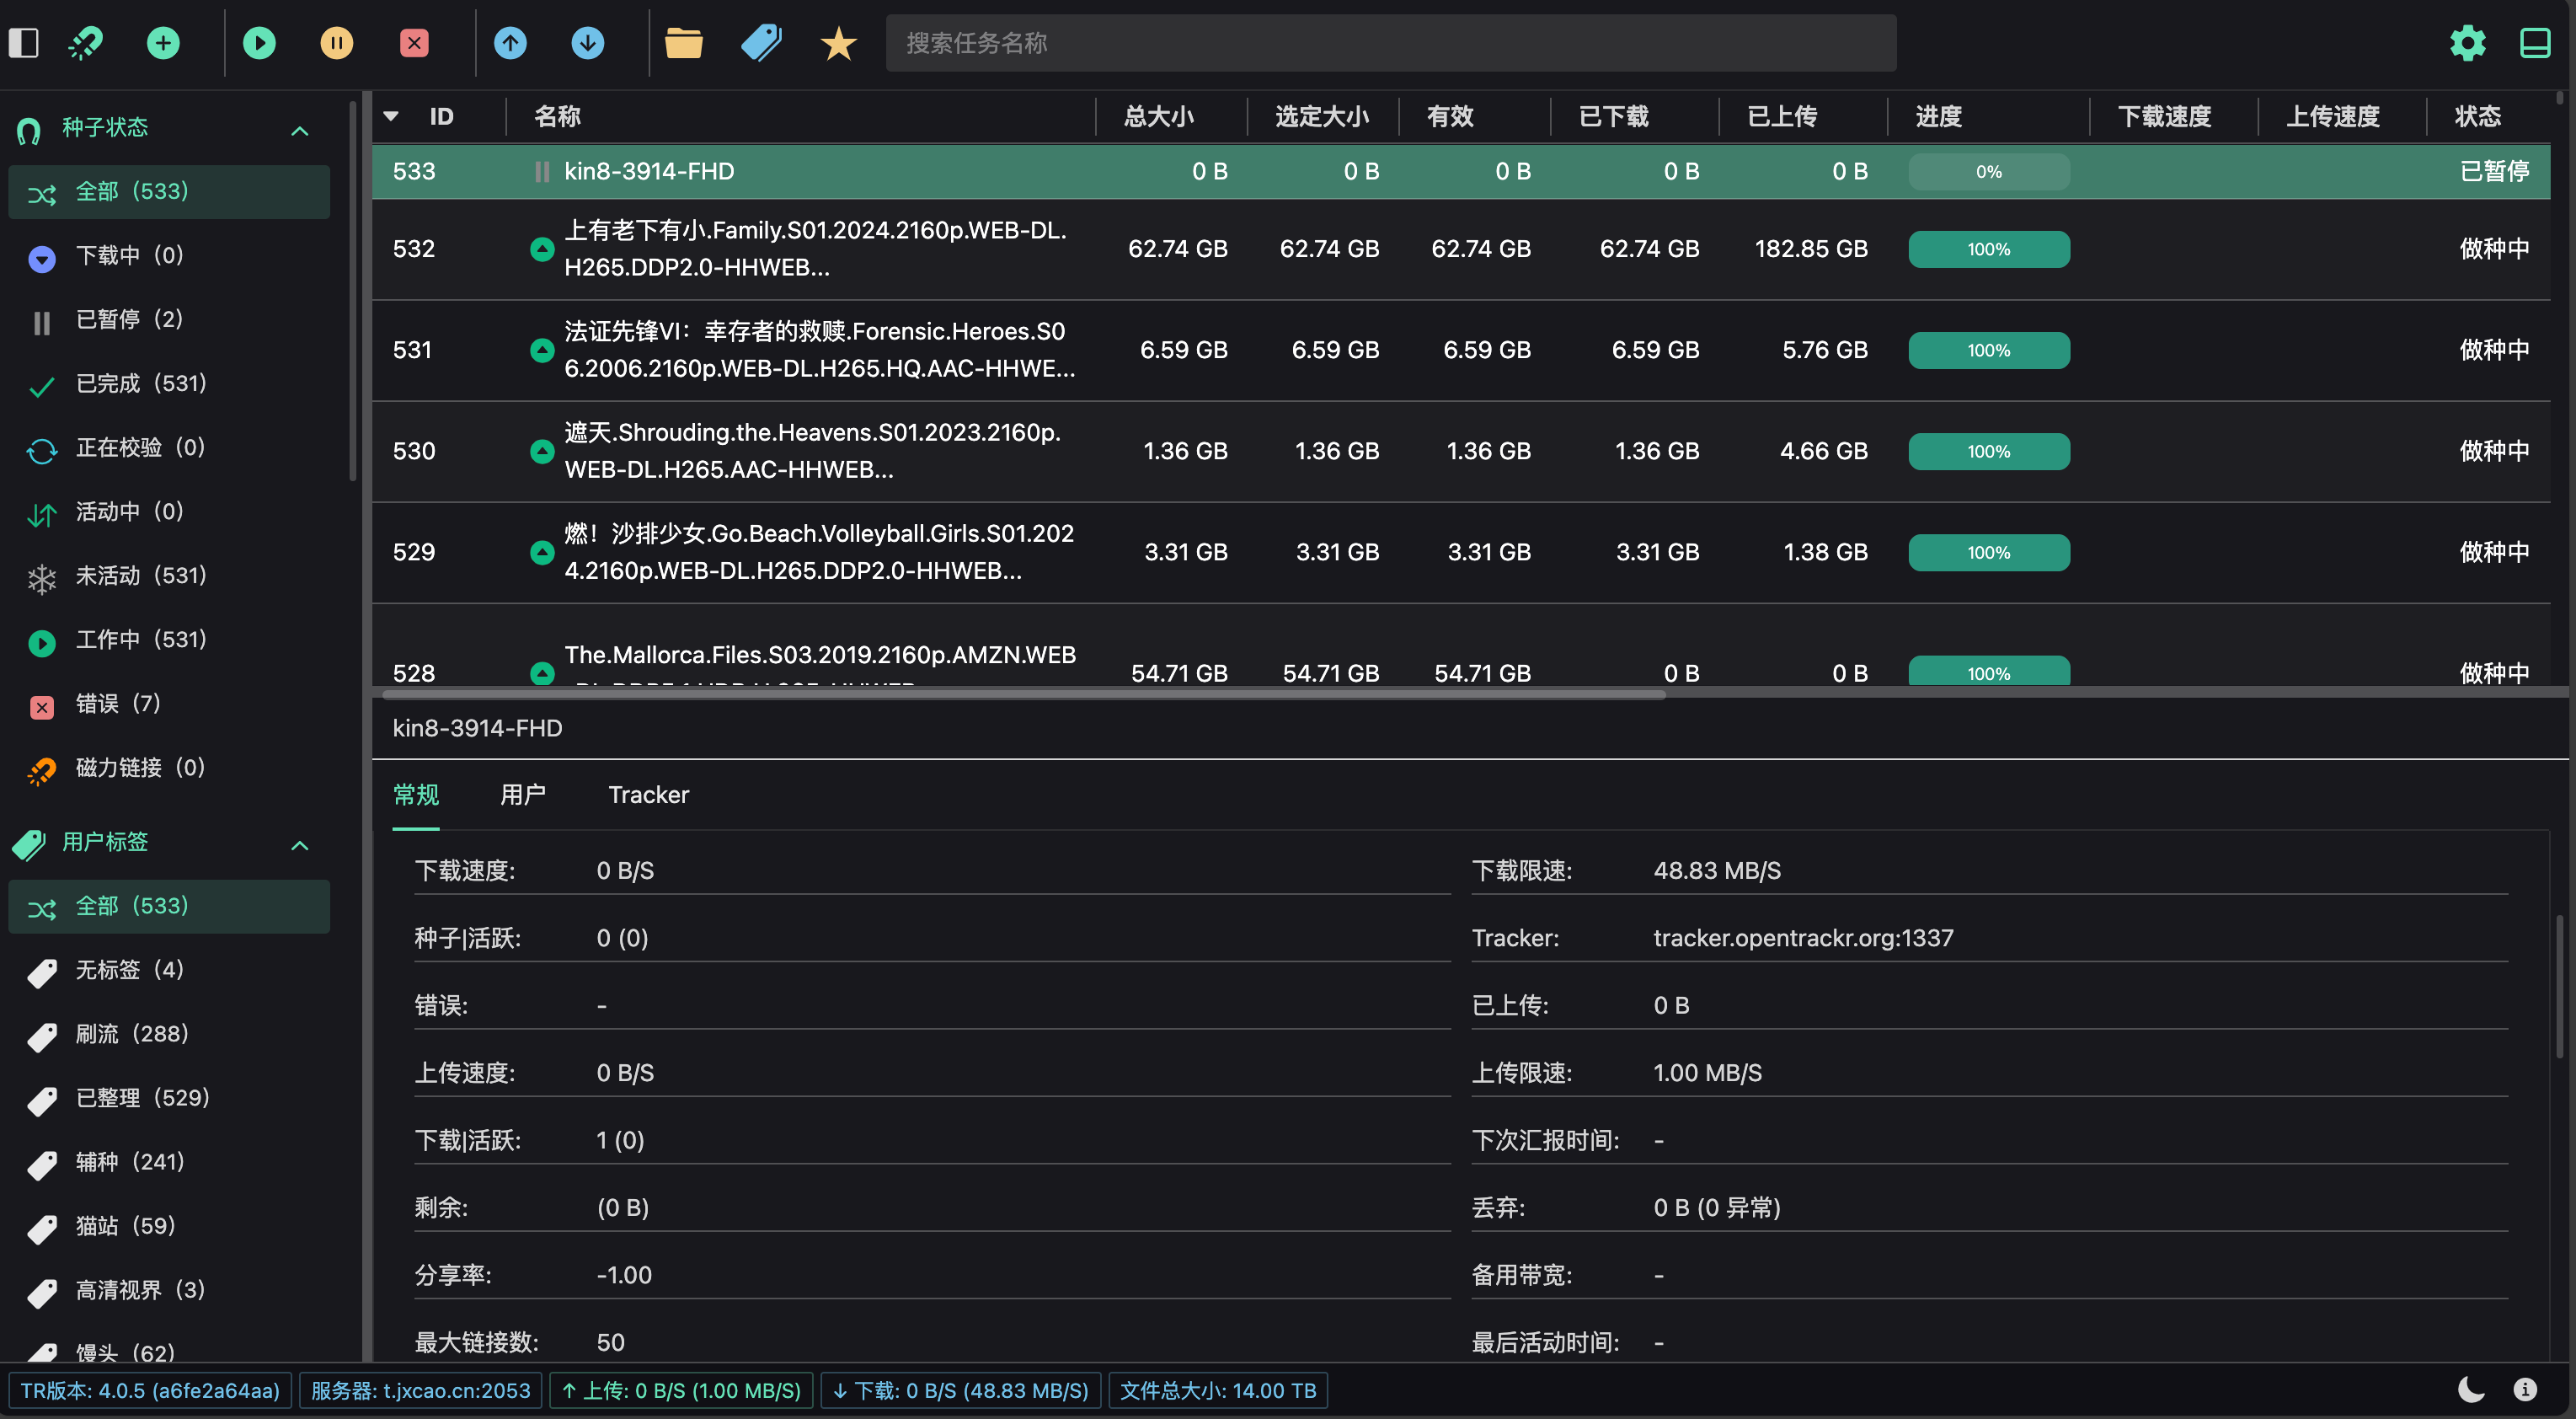 搜索任务名称
种子状态
全部（533）
下载中（0）
已暂停（2）
已完成（531）
正在校验（0）
活动中（0）
未活动（531）
工作中（531）
错误（7）
磁力链接（0）
用户标签
全部（533）
无标签（4）
刷流（288）
已整理（529）
辅种（241）
猫站（59）
高清视界（3）
馒头（62）
ID 名称 总大小 选定大小 有效 已下载 已上传 进度 下载速度 上传速度 状态
533 kin8-3914-FHD 0 B 0 B 0 B 0 B 0 B 0% 已暂停
532 上有老下有小.Family.S01.2024.2160p.WEB-DL. 62.74 GB 62.74 GB 62.74 GB 62.74 GB 182.85 GB 100% 做种中
H265.DDP2.0-HHWEB...
531 法证先锋VI：幸存者的救赎.Forensic.Heroes.S0 6.59 GB 6.59 GB 6.59 GB 6.59 GB 5.76 GB 100% 做种中
6.2006.2160p.WEB-DL.H265.HQ.AAC-HHWE...
530 遮天.Shrouding.the.Heavens.S01.2023.2160p. 1.36 GB 1.36 GB 1.36 GB 1.36 GB 4.66 GB 100% 做种中
WEB-DL.H265.AAC-HHWEB...
529 燃！沙排少女.Go.Beach.Volleyball.Girls.S01.202 3.31 GB 3.31 GB 3.31 GB 3.31 GB 1.38 GB 100% 做种中
4.2160p.WEB-DL.H265.DDP2.0-HHWEB...
528 The.Mallorca.Files.S03.2019.2160p.AMZN.WEB 54.71 GB 54.71 GB 54.71 GB 0 B 0 B 100% 做种中
kin8-3914-FHD
常规 用户 Tracker
下载速度: 0 B/S 下载限速: 48.83 MB/S
种子|活跃: 0 (0) Tracker: tracker.opentrackr.org:1337
错误: - 已上传: 0 B
上传速度: 0 B/S 上传限速: 1.00 MB/S
下载|活跃: 1 (0) 下次汇报时间: -
剩余: (0 B) 丢弃: 0 B (0 异常)
分享率: -1.00 备用带宽: -
最大链接数: 50 最后活动时间: -
TR版本: 4.0.5 (a6fe2a64aa) 服务器: t.jxcao.cn:2053 ↑ 上传: 0 B/S (1.00 MB/S) ↓ 下载: 0 B/S (48.83 MB/S) 文件总大小: 14.00 TB